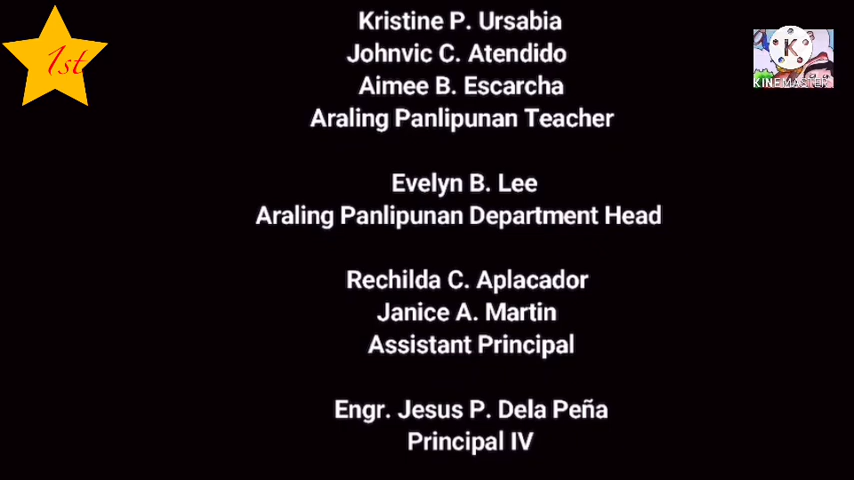 1st
KINEMASTER
Kristine P. Ursabia
Johnvic C. Atendido
Aimee B. Escarcha
Araling Panlipunan Teacher
Evelyn B. Lee
Araling Panlipunan Department Head
Rechilda C. Aplacador
Janice A. Martin
Assistant Principal
Engr. Jesus P. Dela Peña
Principal IV